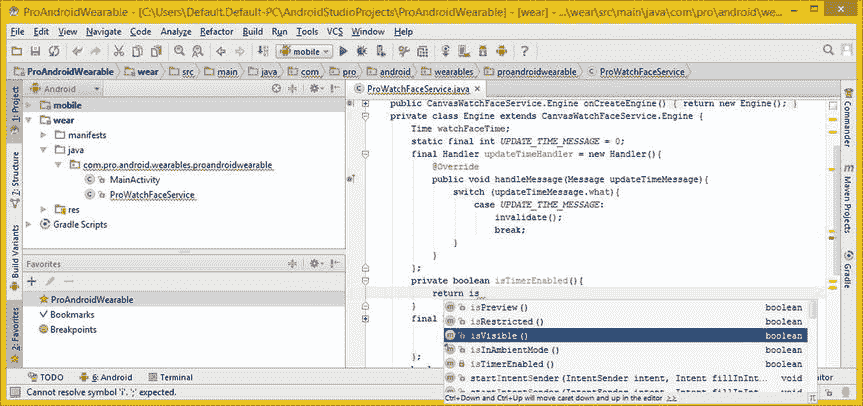 ProAndroidWearable - [C:\Users\Default.Default-PC\AndroidStudioProjects\ProAndroidWearable] - [wear] - ...\wear\src\main\java\com\pro\android\we...
File Edit View Navigate Code Analyze Refactor Build Run Tools VCS Window Help
mobile
ProAndroidWearable wear src main java com pro android wearables proandroidwearable ProWatchFaceService
1: Project
7: Structure
Build Variants
2: Favorites
Android
mobile
wear
manifests
java
com.pro.android.wearables.proandroidwearable
MainActivity
ProWatchFaceService
res
Gradle Scripts
Favorites
ProAndroidWearable
Bookmarks
Breakpoints
ProWatchFaceService.java
public CanvasWatchFaceService.Engine onCreateEngine() { return new Engine(); }
private class Engine extends CanvasWatchFaceService.Engine {
Time watchFaceTime;
static final int UPDATE_TIME_MESSAGE = 0;
final Handler updateTimeHandler = new Handler(){
@Override
public void handleMessage(Message updateTimeMessage){
switch (updateTimeMessage.what){
case UPDATE_TIME_MESSAGE:
invalidate();
break;
}
}
};
private boolean isTimerEnabled(){
return is
}
final
};
isPreview() boolean
isRestricted() boolean
isVisible() boolean
isInAmbientMode() boolean
isTimerEnabled() boolean
startIntentSender(IntentSender intent, Intent fillInInt... void
Ctrl+Down and Ctrl+Up will move caret down and up in the editor >>
Commander
Maven Projects
Gradle
TODO 6: Android Terminal
Cannot resolve symbol 'i'. ';' expected.